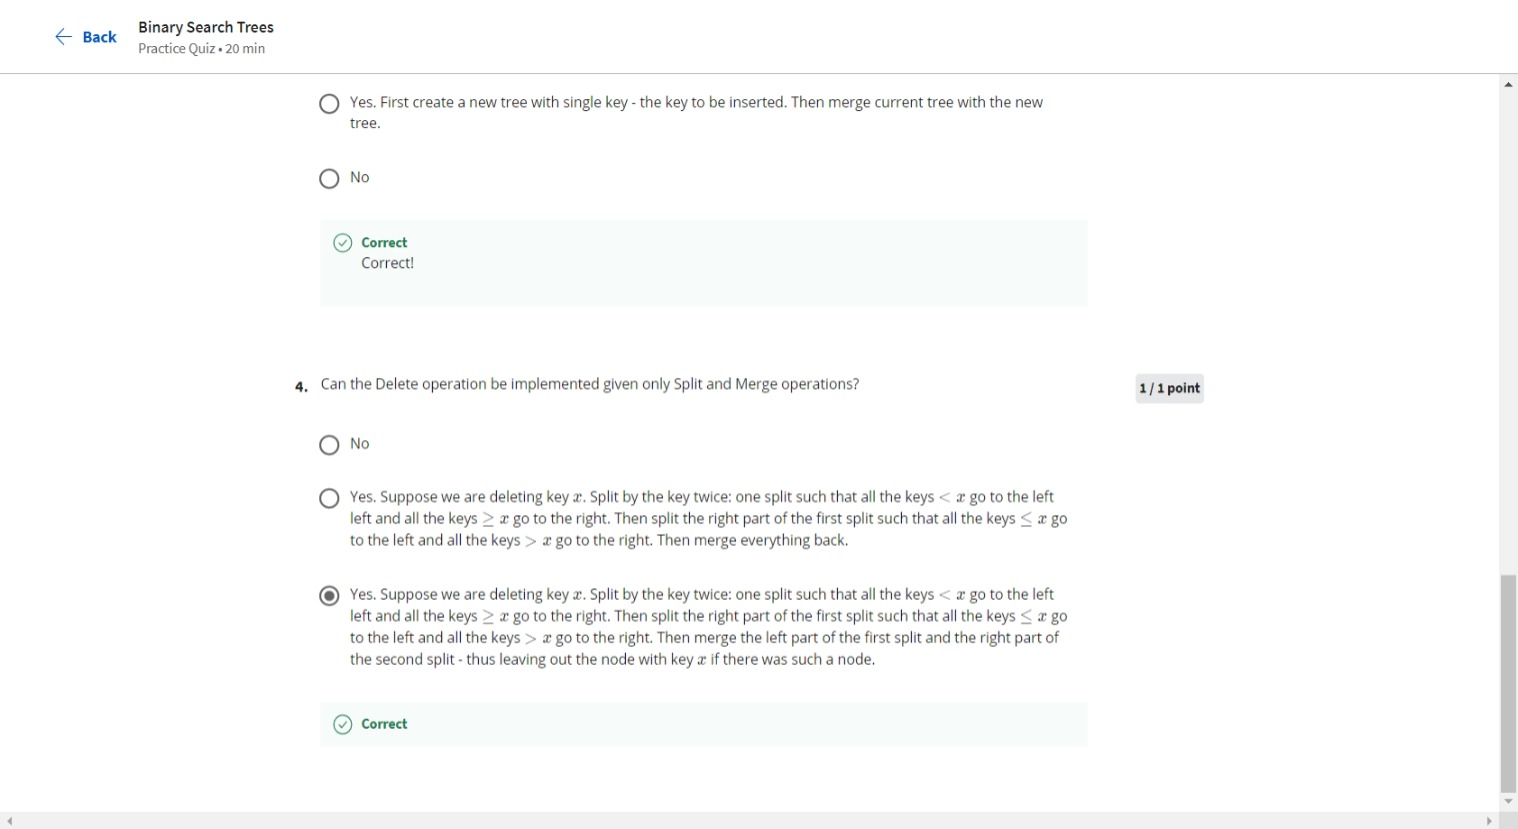 Back
Binary Search Trees
Practice Quiz • 20 min
Yes. First create a new tree with single key - the key to be inserted. Then merge current tree with the new
tree.
No
Correct
Correct!
4. Can the Delete operation be implemented given only Split and Merge operations?
1 / 1 point
No
Yes. Suppose we are deleting key x. Split by the key twice: one split such that all the keys < x go to the left
left and all the keys ≥ x go to the right. Then split the right part of the first split such that all the keys ≤ x go
to the left and all the keys > x go to the right. Then merge everything back.
Yes. Suppose we are deleting key x. Split by the key twice: one split such that all the keys < x go to the left
left and all the keys ≥ x go to the right. Then split the right part of the first split such that all the keys ≤ x go
to the left and all the keys > x go to the right. Then merge the left part of the first split and the right part of
the second split - thus leaving out the node with key x if there was such a node.
Correct